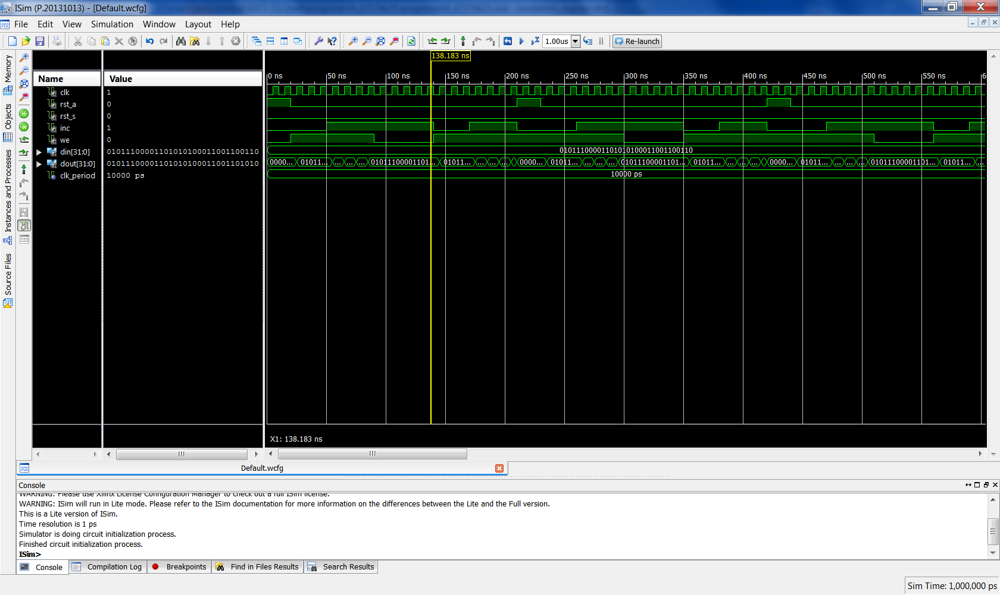 ISim (P.20131013) - [Default.wcfg]
File Edit View Simulation Window Layout Help
1.00us Re-launch
Memory
Objects
Instances and Processes
Source Files
138.183 ns
Name Value
0 ns 50 ns 100 ns 150 ns 200 ns 250 ns 300 ns 350 ns 400 ns 450 ns 500 ns 550 ns 6
clk 1
rst_a 0
rst_s 0
inc 1
we 0
din[31:0] 01011100001101010100011001100110 01011100001101010100011001100110
dout[31:0] 01011100001101010100011001101010 0000... 01011... ... ... ... 01011100001101... 01011... ... ... ... 0000... 01011... ... ... ... 01011100001101... 01011... ... ... ... 0000... 01011... ... ... ... 01011100001101... 01011... ...
clk_period 10000 ps 10000 ps
X1: 138.183 ns
Default.wcfg
Console
WARNING: Please use Xilinx License Configuration Manager to check out a full ISim license.
WARNING: ISim will run in Lite mode. Please refer to the ISim documentation for more information on the differences between the Lite and the Full version.
This is a Lite version of ISim.
Time resolution is 1 ps
Simulator is doing circuit initialization process.
Finished circuit initialization process.
ISim>
Console Compilation Log Breakpoints Find in Files Results Search Results
Sim Time: 1,000,000 ps